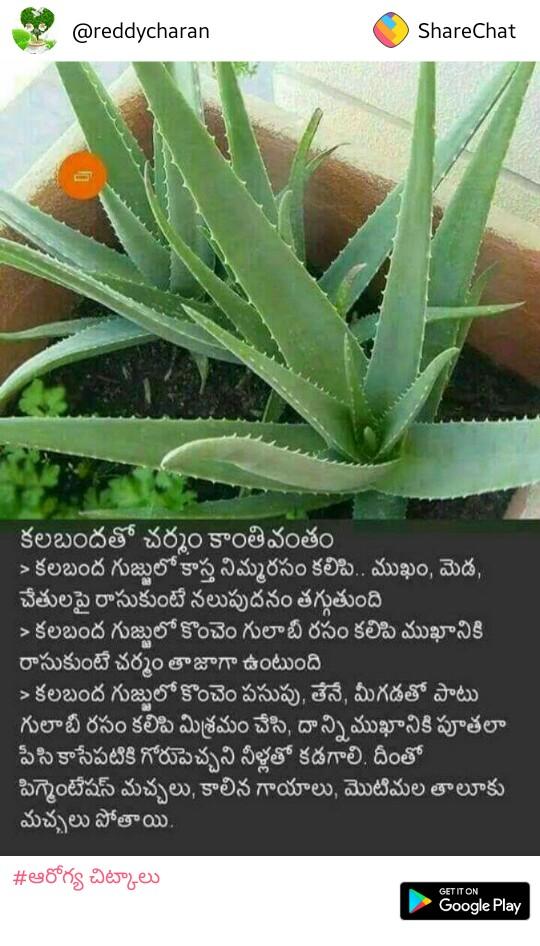 @reddycharan
ShareChat
కలబందతో చర్మం కాంతివంతం
> కలబంద గుజ్జులో కాస్త నిమ్మరసం కలిపి.. ముఖం, మెడ,
చేతులపై రాసుకుంటే నలుపుదనం తగ్గుతుంది
> కలబంద గుజ్జులో కొంచెం గులాబీ రసం కలిపి ముఖానికి
రాసుకుంటే చర్మం తాజాగా ఉంటుంది
> కలబంద గుజ్జులో కొంచెం పసుపు, తేనే, మీగడతో పాటు
గులాబీ రసం కలిపి మిశ్రమం చేసి, దాన్ని ముఖానికి పూతలా
వేసి కాసేపటికి గోరువెచ్చని నీళ్లతో కడగాలి. దీంతో
పిగ్మెంటేషన్ మచ్చలు, కాలిన గాయాలు, మొటిమల తాలూకు
మచ్చలు పోతాయి.
#ఆరోగ్య చిట్కాలు
GET IT ON
Google Play